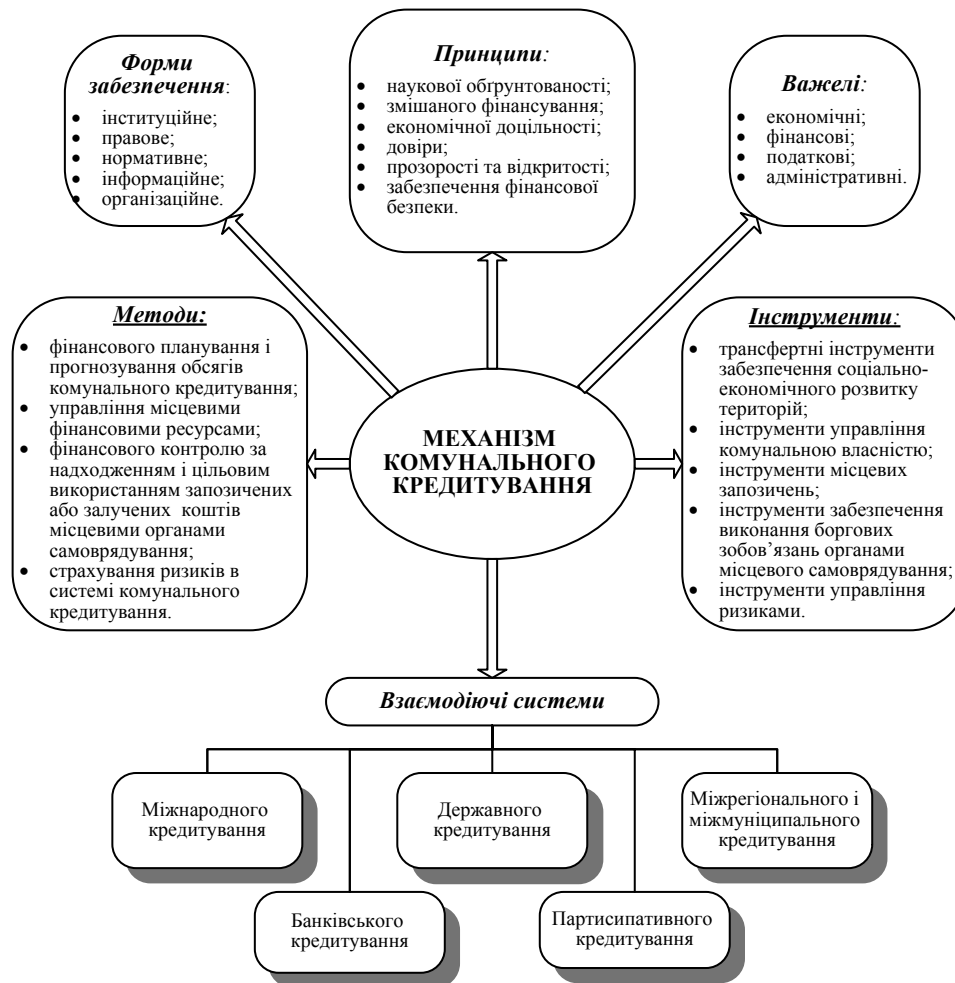 Форми
забезпечення:
• інституційне;
• правове;
• нормативне;
• інформаційне;
• організаційне.
Принципи:
• наукової обґрунтованості;
• змішаного фінансування;
• економічної доцільності;
• довіри;
• прозорості та відкритості;
• забезпечення фінансової
безпеки.
Важелі:
• економічні;
• фінансові;
• податкові;
• адміністративні.
Методи:
• фінансового планування і
прогнозування обсягів
комунального кредитування;
• управління місцевими
фінансовими ресурсами;
• фінансового контролю за
надходженням і цільовим
використанням запозичених
або залучених коштів
місцевими органами
самоврядування;
• страхування ризиків в
системі комунального
кредитування.
МЕХАНІЗМ
КОМУНАЛЬНОГО
КРЕДИТУВАННЯ
Інструменти:
• трансфертні інструменти
забезпечення соціально-
економічного розвитку
територій;
• інструменти управління
комунальною власністю;
• інструменти місцевих
запозичень;
• інструменти забезпечення
виконання боргових
зобов’язань органами
місцевого самоврядування;
• інструменти управління
ризиками.
Взаємодіючі системи
Міжнародного
кредитування
Державного
кредитування
Міжрегіонального і
міжмуніципального
кредитування
Банківського
кредитування
Партисипативного
кредитування